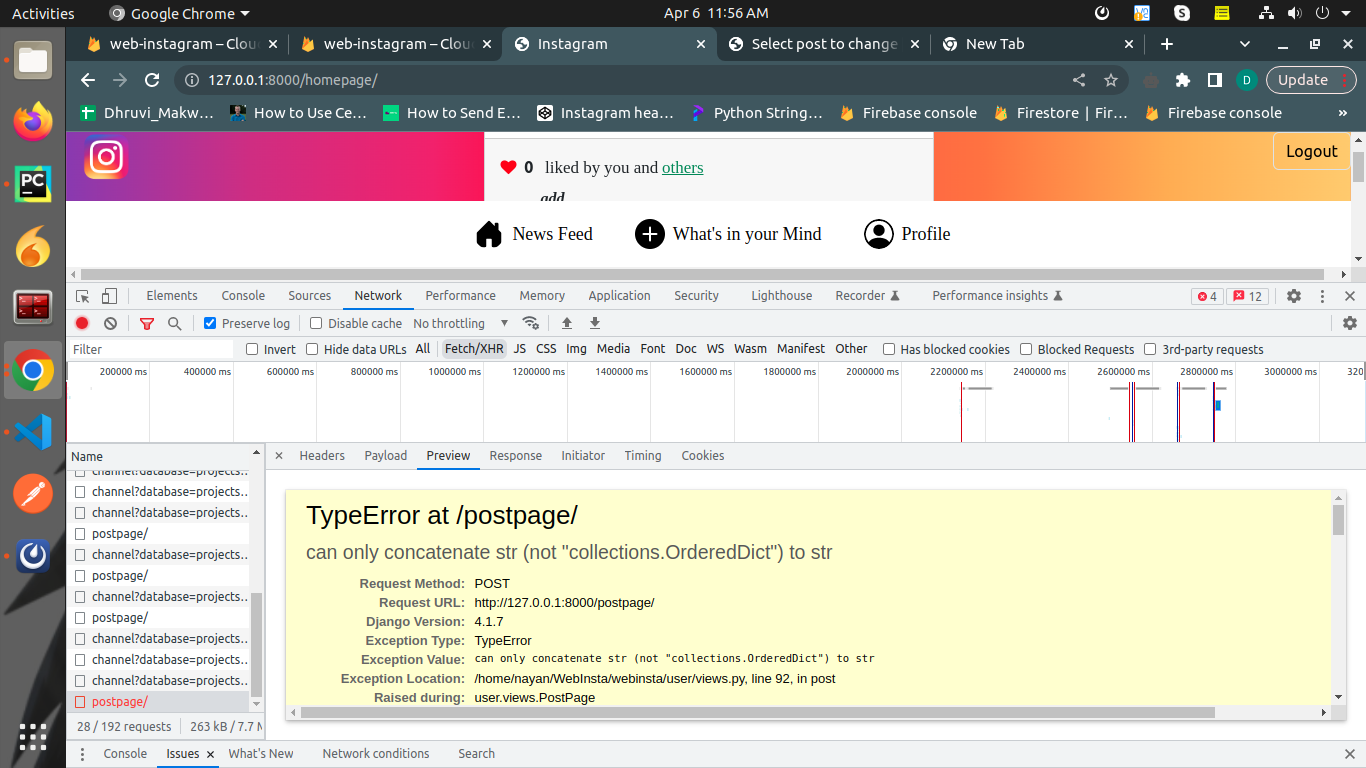 Activities Google Chrome Apr 6 11:56 AM
web-instagram – Clou web-instagram – Clou Instagram Select post to change New Tab
127.0.0.1:8000/homepage/ D Update
Dhruvi_Makw… How to Use Ce… How to Send E… Instagram hea… Python String… Firebase console Firestore | Fir… Firebase console »
Logout
0 liked by you and others
add
News Feed What's in your Mind Profile
Elements Console Sources Network Performance Memory Application Security Lighthouse Recorder Performance insights 4 12
Preserve log Disable cache No throttling
Filter Invert Hide data URLs All Fetch/XHR JS CSS Img Media Font Doc WS Wasm Manifest Other Has blocked cookies Blocked Requests 3rd-party requests
200000 ms 400000 ms 600000 ms 800000 ms 1000000 ms 1200000 ms 1400000 ms 1600000 ms 1800000 ms 2000000 ms 2200000 ms 2400000 ms 2600000 ms 2800000 ms 3000000 ms 320
Name Headers Payload Preview Response Initiator Timing Cookies
channel?database=projects…
channel?database=projects…
channel?database=projects…
postpage/
channel?database=projects…
postpage/
channel?database=projects…
postpage/
channel?database=projects…
channel?database=projects…
channel?database=projects…
postpage/
28 / 192 requests 263 kB / 7.7 M
TypeError at /postpage/
can only concatenate str (not "collections.OrderedDict") to str
Request Method: POST
Request URL: http://127.0.0.1:8000/postpage/
Django Version: 4.1.7
Exception Type: TypeError
Exception Value: can only concatenate str (not "collections.OrderedDict") to str
Exception Location: /home/nayan/WebInsta/webinsta/user/views.py, line 92, in post
Raised during: user.views.PostPage
Console Issues What's New Network conditions Search